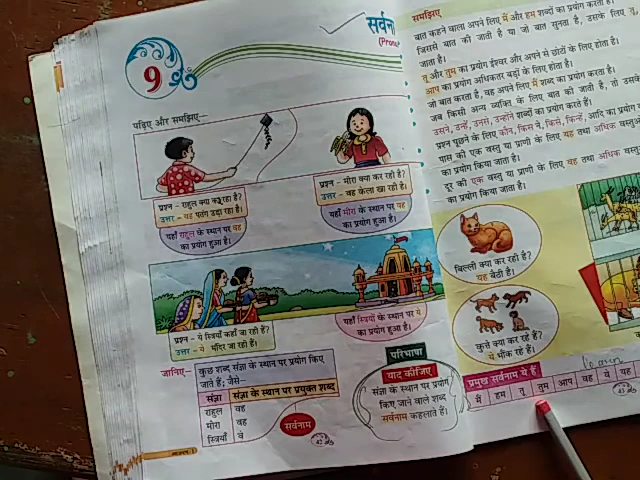 9
सर्वना
पढ़िए और समझिए—
प्रश्न - राहुल क्या कर रहा है?
उत्तर - वह पतंग उड़ा रहा है।
यहाँ राहुल के स्थान पर वह
का प्रयोग हुआ है।
प्रश्न - मीरा क्या कर रही है?
उत्तर - वह केला खा रही है।
यहाँ मीरा के स्थान पर वह
का प्रयोग हुआ है।
प्रश्न - ये स्त्रियाँ कहाँ जा रही हैं?
उत्तर - ये मंदिर जा रही हैं।
यहाँ स्त्रियों के स्थान पर ये
का प्रयोग हुआ है।
जानिए—
कुछ शब्द संज्ञा के स्थान पर प्रयोग किए
जाते हैं; जैसे—
संज्ञा संज्ञा के स्थान पर प्रयुक्त शब्द
राहुल वह
मीरा वह
स्त्रियाँ ये
सर्वनाम
परिभाषा
याद कीजिए
संज्ञा के स्थान पर प्रयोग
किए जाने वाले शब्द
सर्वनाम कहलाते हैं।
समझिए
बात कहने वाला अपने लिए मैं और हम शब्दों का प्रयोग करता है।
जिससे बात की जाती है या जो बात सुनता है, उसके लिए तू,
जाता है।
तू और तुम का प्रयोग ईश्वर और अपने से छोटों के लिए होता है।
आप का प्रयोग अधिकतर बड़ों के लिए होता है।
जो बात करता है, वह अपने लिए मैं शब्द का प्रयोग करता है।
जब किसी अन्य व्यक्ति के लिए बात की जाती है, तो उसके
उसने, उन्हें, उनसे, उन्होंने शब्दों का प्रयोग करते हैं।
प्रश्न पूछने के लिए कौन, किस ने, किसे, किन्हें, आदि का प्रयोग
पास की एक वस्तु या प्राणी के लिए यह तथा अधिक वस्तुओं
का प्रयोग किया जाता है।
दूर की एक वस्तु या प्राणी के लिए वह तथा अधिक वस्तु
का प्रयोग किया जाता है।
बिल्ली क्या कर रही है?
यह बैठी है।
कुत्ते क्या कर रहे हैं?
ये भौंक रहे हैं।
प्रमुख सर्वनाम ये हैं
मैं हम तू तुम आप वह ये यह